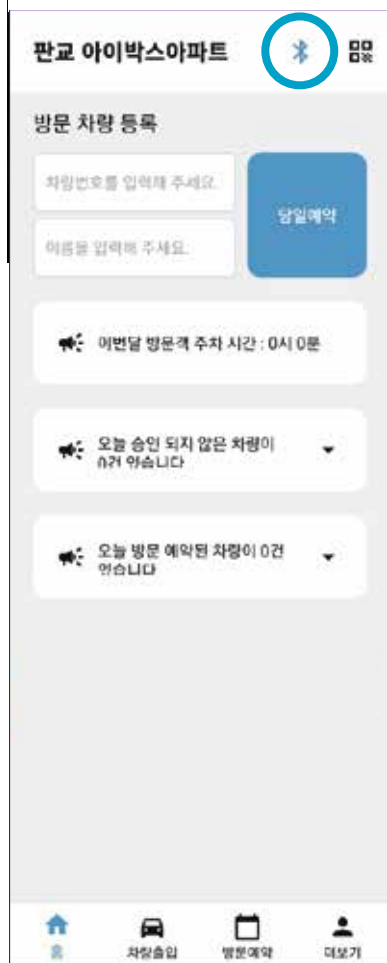 판교 아이박스아파트
방문 차량 등록
차량번호를 입력해 주세요.
당일예약
이름을 입력해 주세요.
이번달 방문객 주차 시간 : 0시 0분
오늘 승인 되지 않은 차량이
0건 있습니다
오늘 방문 예약된 차량이 0건
있습니다
홈
차량출입
방문예약
더보기